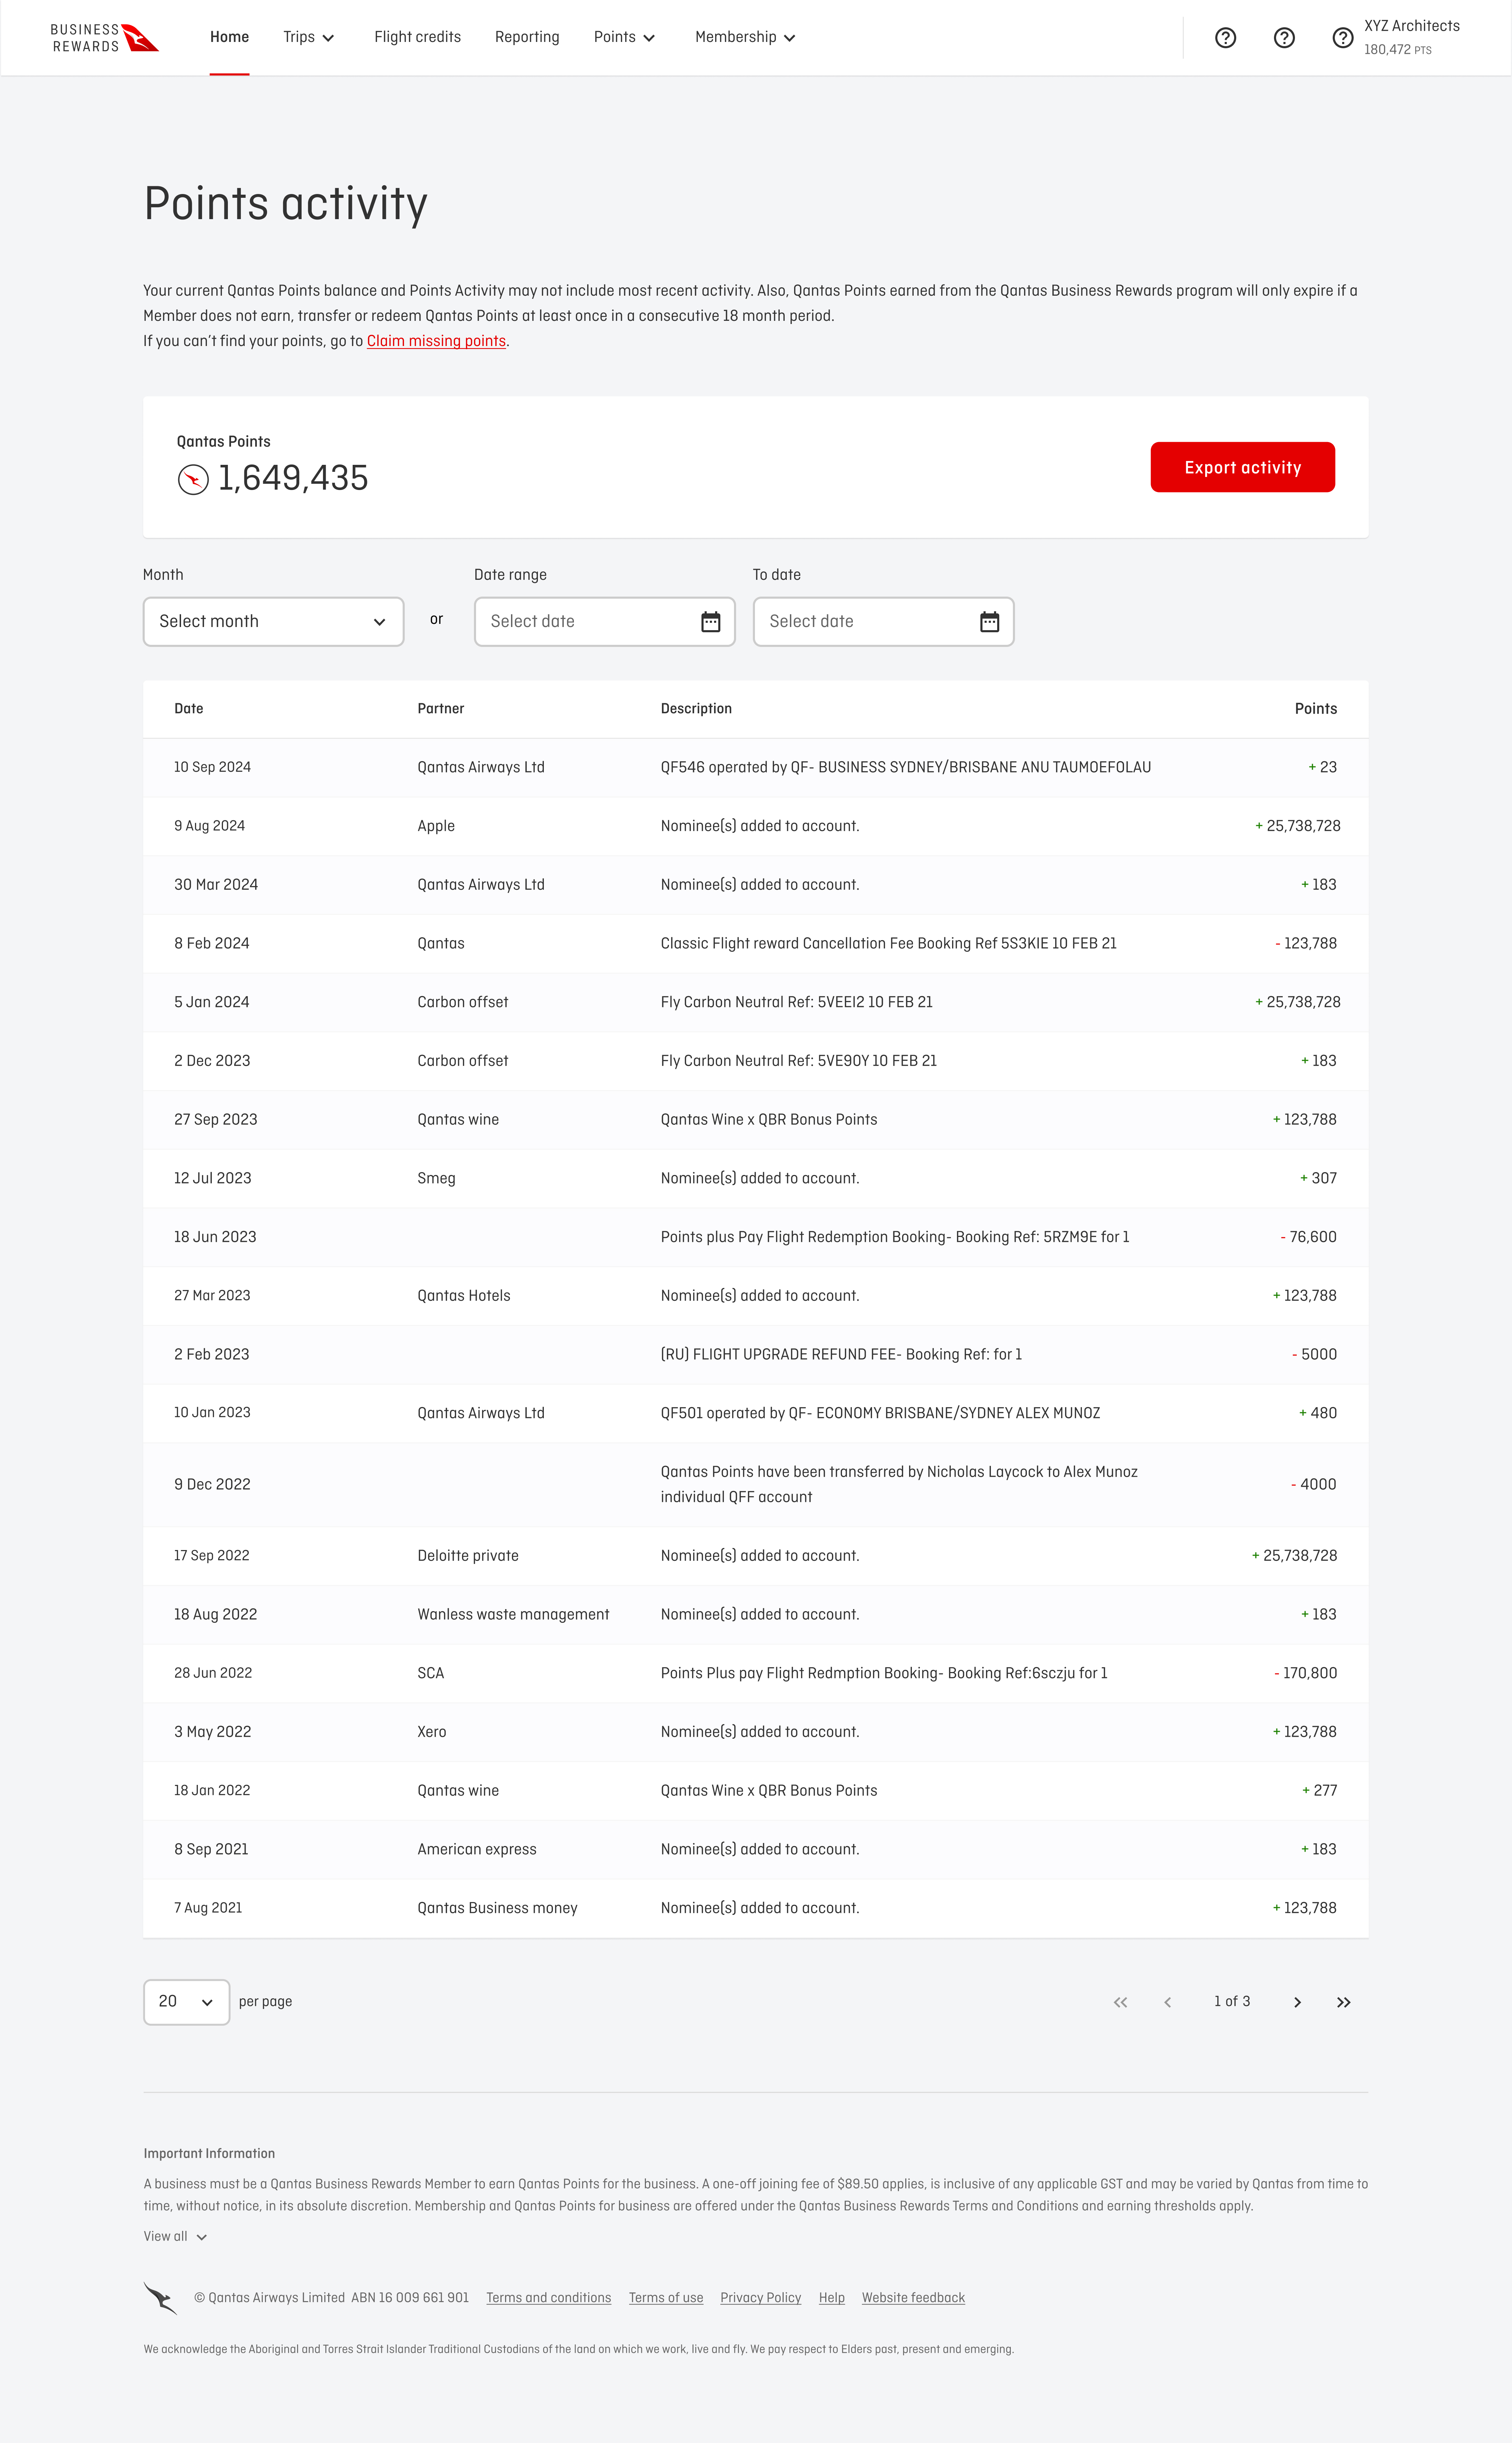 BUSINESS
REWARDS
Home
Trips
Flight credits
Reporting
Points
Membership
XYZ Architects
180,472 PTS
Points activity
Your current Qantas Points balance and Points Activity may not include most recent activity. Also, Qantas Points earned from the Qantas Business Rewards program will only expire if a
Member does not earn, transfer or redeem Qantas Points at least once in a consecutive 18 month period.
If you can't find your points, go to Claim missing points.
Qantas Points
1,649,435
Export activity
Month
Date range
To date
Select month
or
Select date
Select date
Date Partner Description Points
10 Sep 2024 Qantas Airways Ltd QF546 operated by QF- BUSINESS SYDNEY/BRISBANE ANU TAUMOEFOLAU + 23
9 Aug 2024 Apple Nominee(s) added to account. + 25,738,728
30 Mar 2024 Qantas Airways Ltd Nominee(s) added to account. + 183
8 Feb 2024 Qantas Classic Flight reward Cancellation Fee Booking Ref 5S3KIE 10 FEB 21 - 123,788
5 Jan 2024 Carbon offset Fly Carbon Neutral Ref: 5VEEI2 10 FEB 21 + 25,738,728
2 Dec 2023 Carbon offset Fly Carbon Neutral Ref: 5VE90Y 10 FEB 21 + 183
27 Sep 2023 Qantas wine Qantas Wine x QBR Bonus Points + 123,788
12 Jul 2023 Smeg Nominee(s) added to account. + 307
18 Jun 2023 Points plus Pay Flight Redemption Booking- Booking Ref: 5RZM9E for 1 - 76,600
27 Mar 2023 Qantas Hotels Nominee(s) added to account. + 123,788
2 Feb 2023 (RU) FLIGHT UPGRADE REFUND FEE- Booking Ref: for 1 - 5000
10 Jan 2023 Qantas Airways Ltd QF501 operated by QF- ECONOMY BRISBANE/SYDNEY ALEX MUNOZ + 480
9 Dec 2022 Qantas Points have been transferred by Nicholas Laycock to Alex Munoz
individual QFF account - 4000
17 Sep 2022 Deloitte private Nominee(s) added to account. + 25,738,728
18 Aug 2022 Wanless waste management Nominee(s) added to account. + 183
28 Jun 2022 SCA Points Plus pay Flight Redmption Booking- Booking Ref:6sczju for 1 - 170,800
3 May 2022 Xero Nominee(s) added to account. + 123,788
18 Jan 2022 Qantas wine Qantas Wine x QBR Bonus Points + 277
8 Sep 2021 American express Nominee(s) added to account. + 183
7 Aug 2021 Qantas Business money Nominee(s) added to account. + 123,788
20 per page
1 of 3
Important Information
A business must be a Qantas Business Rewards Member to earn Qantas Points for the business. A one-off joining fee of $89.50 applies, is inclusive of any applicable GST and may be varied by Qantas from time to
time, without notice, in its absolute discretion. Membership and Qantas Points for business are offered under the Qantas Business Rewards Terms and Conditions and earning thresholds apply.
View all
© Qantas Airways Limited ABN 16 009 661 901 Terms and conditions Terms of use Privacy Policy Help Website feedback
We acknowledge the Aboriginal and Torres Strait Islander Traditional Custodians of the land on which we work, live and fly. We pay respect to Elders past, present and emerging.